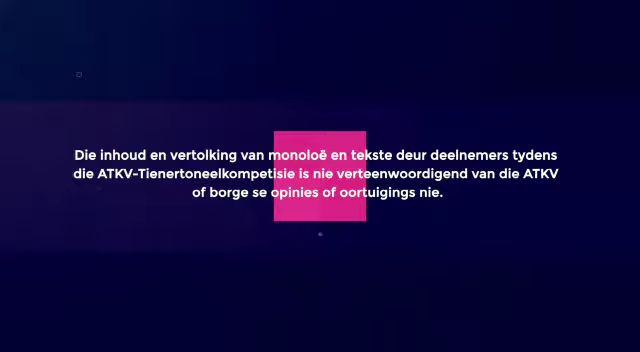 Die inhoud en vertolking van monoloë en tekste deur deelnemers tydens
die ATKV-Tienertoneelkompetisie is nie verteenwoordigend van die ATKV
of borge se opinies of oortuigings nie.